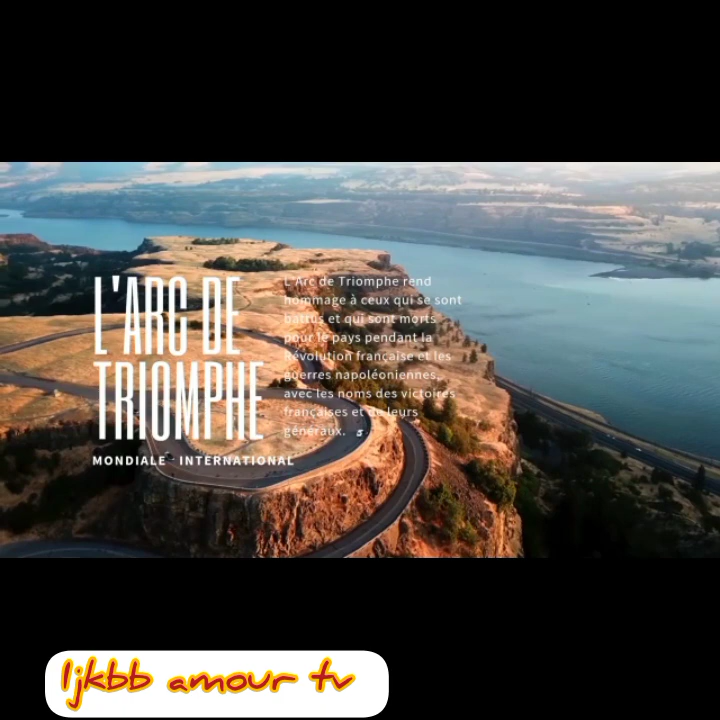 L'ARC DE
TRIOMPHE
MONDIALE INTERNATIONAL
L'Arc de Triomphe rend
hommage à ceux qui se sont
battus et qui sont morts
pour le pays pendant la
Révolution française et les
guerres napoléoniennes,
avec les noms des victoires
françaises et de leurs
généraux.
ljkbb amour tv